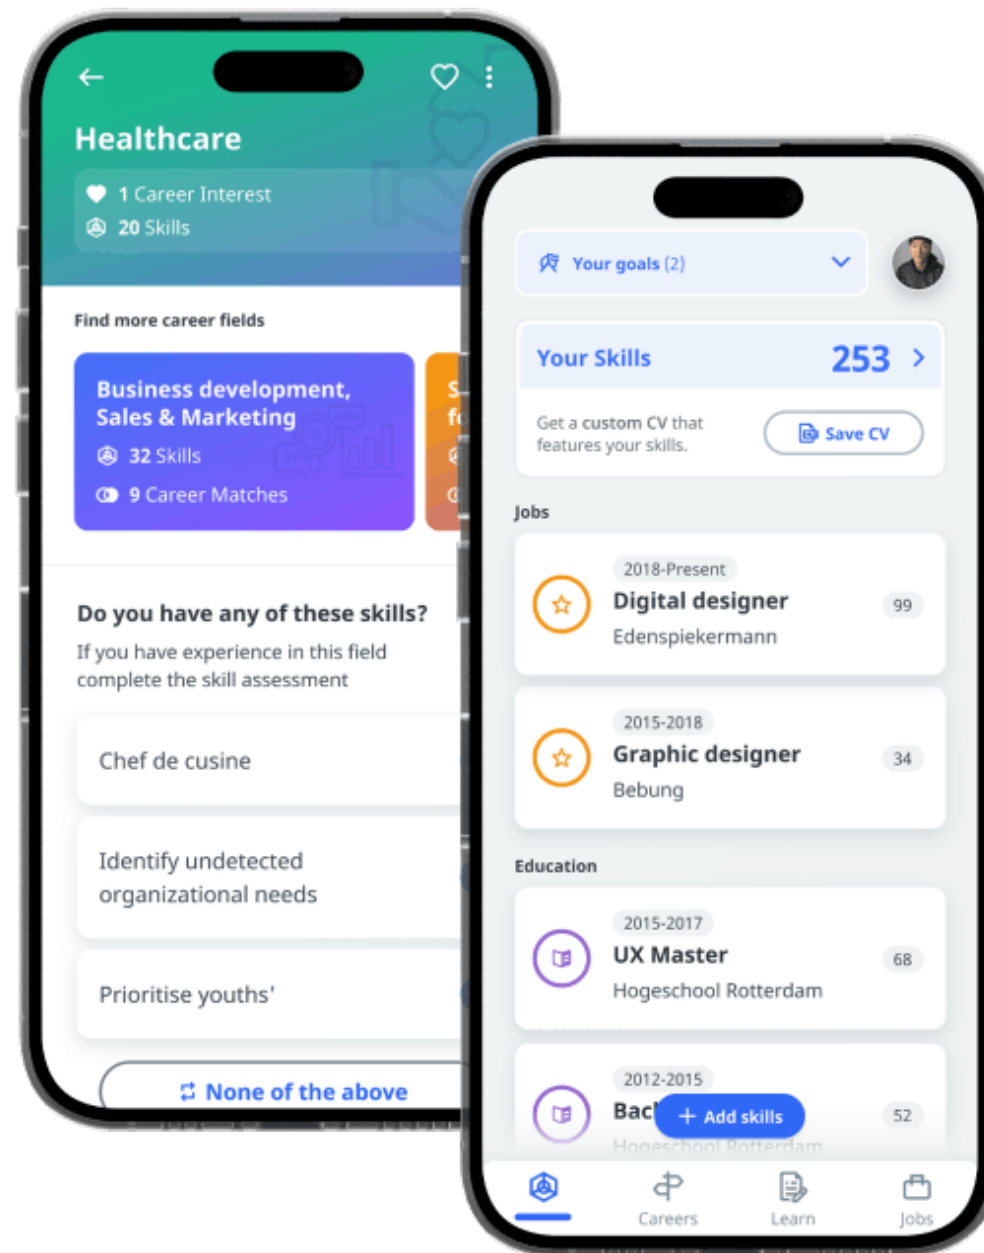 Healthcare
1 Career Interest
20 Skills
Find more career fields
Business development,
Sales & Marketing
32 Skills
9 Career Matches
S
fo
Do you have any of these skills?
If you have experience in this field
complete the skill assessment
Chef de cusine
Identify undetected
organizational needs
Prioritise youths'
None of the above
Your goals (2)
Your Skills 253
Get a custom CV that
features your skills.
Save CV
Jobs
2018-Present
Digital designer
99
Edenspiekermann
2015-2018
Graphic designer
34
Bebung
Education
2015-2017
UX Master
68
Hogeschool Rotterdam
2012-2015
Bac
52
+ Add skills
Hogeschool Rotterdam
Careers
Learn
Jobs